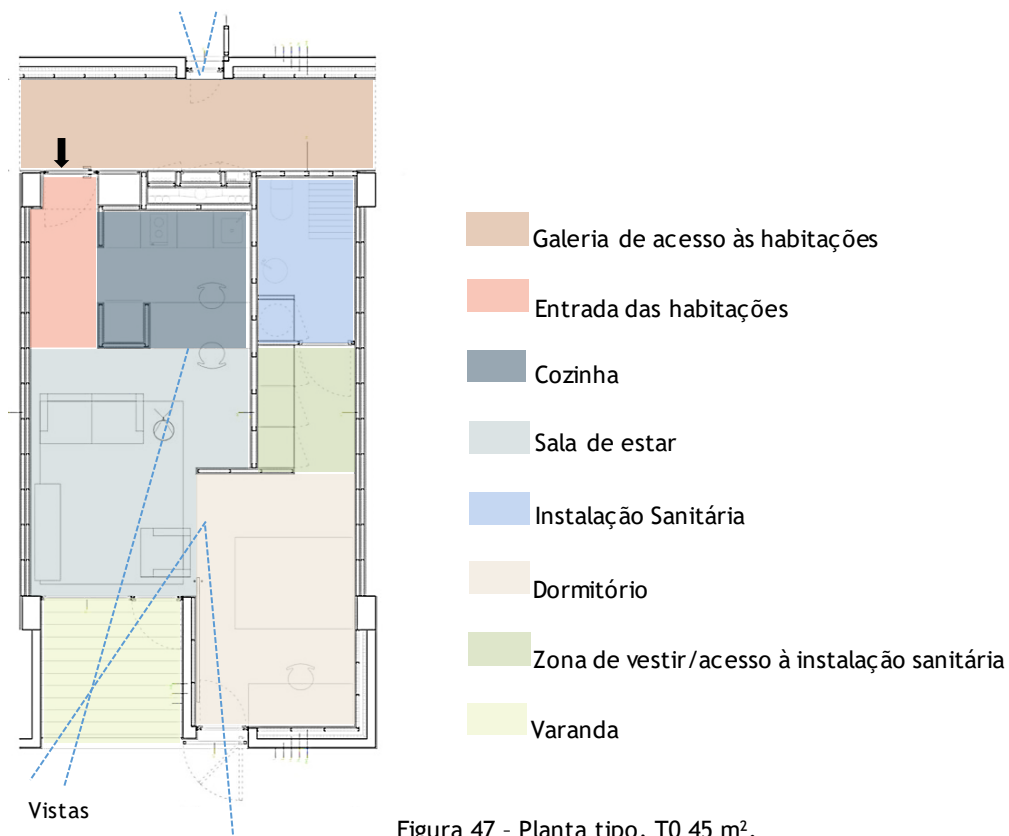 Galeria de acesso às habitações
Entrada das habitações
Cozinha
Sala de estar
Instalação Sanitária
Dormitório
Zona de vestir/acesso à instalação sanitária
Varanda
Vistas
Figura 47 – Planta tipo. T0 45 m².